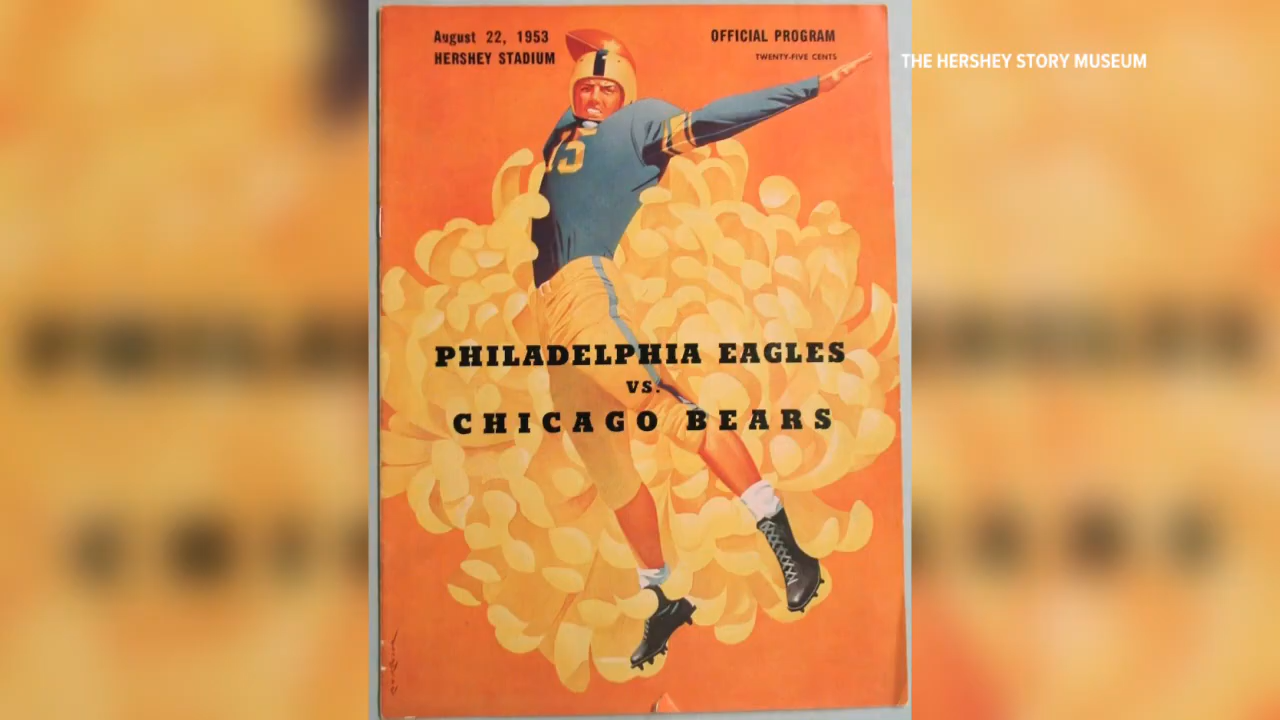 August 22, 1953
HERSHEY STADIUM
OFFICIAL PROGRAM
TWENTY-FIVE CENTS
THE HERSHEY STORY MUSEUM
15
PHILADELPHIA EAGLES
VS.
CHICAGO BEARS